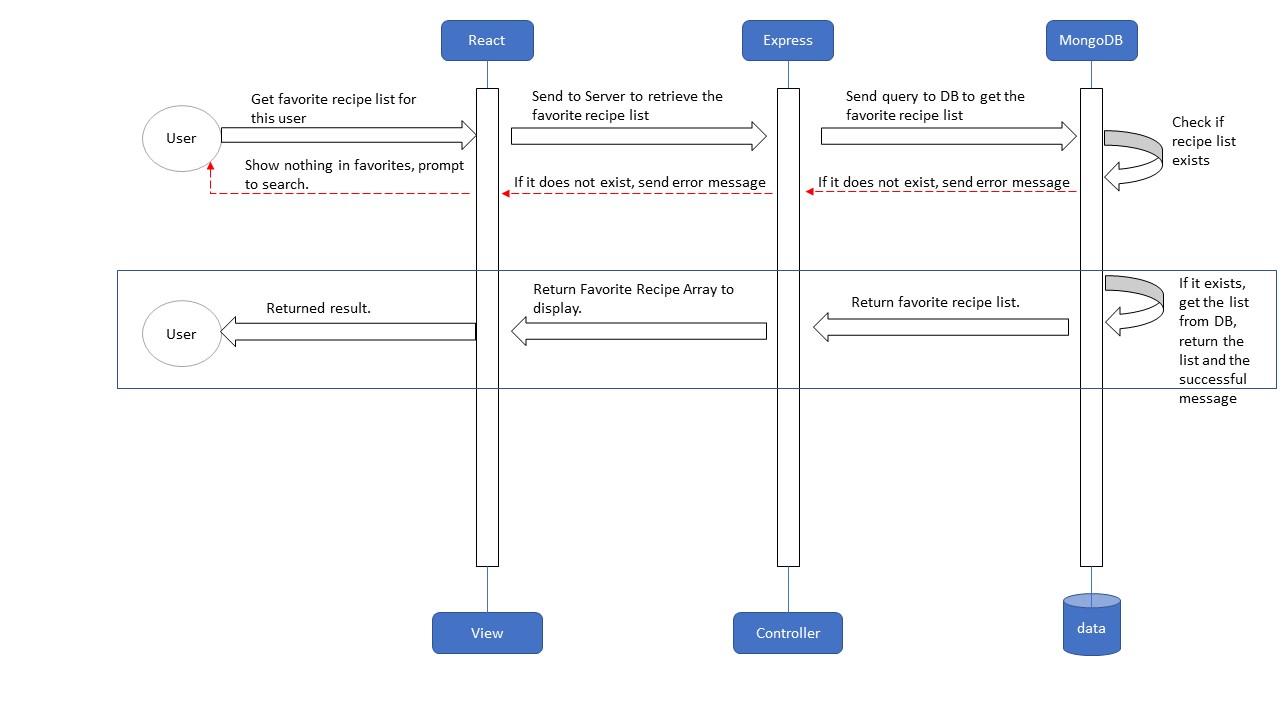 React
Express
MongoDB
Get favorite recipe list for
this user
Send to Server to retrieve the
favorite recipe list
Send query to DB to get the
favorite recipe list
Check if
recipe list
exists
User
Show nothing in favorites, prompt
to search.
If it does not exist, send error message
If it does not exist, send error message
If it exists,
get the list
from DB,
return the
list and the
successful
message
Return Favorite Recipe Array to
display.
Return favorite recipe list.
Returned result.
User
View
Controller
data